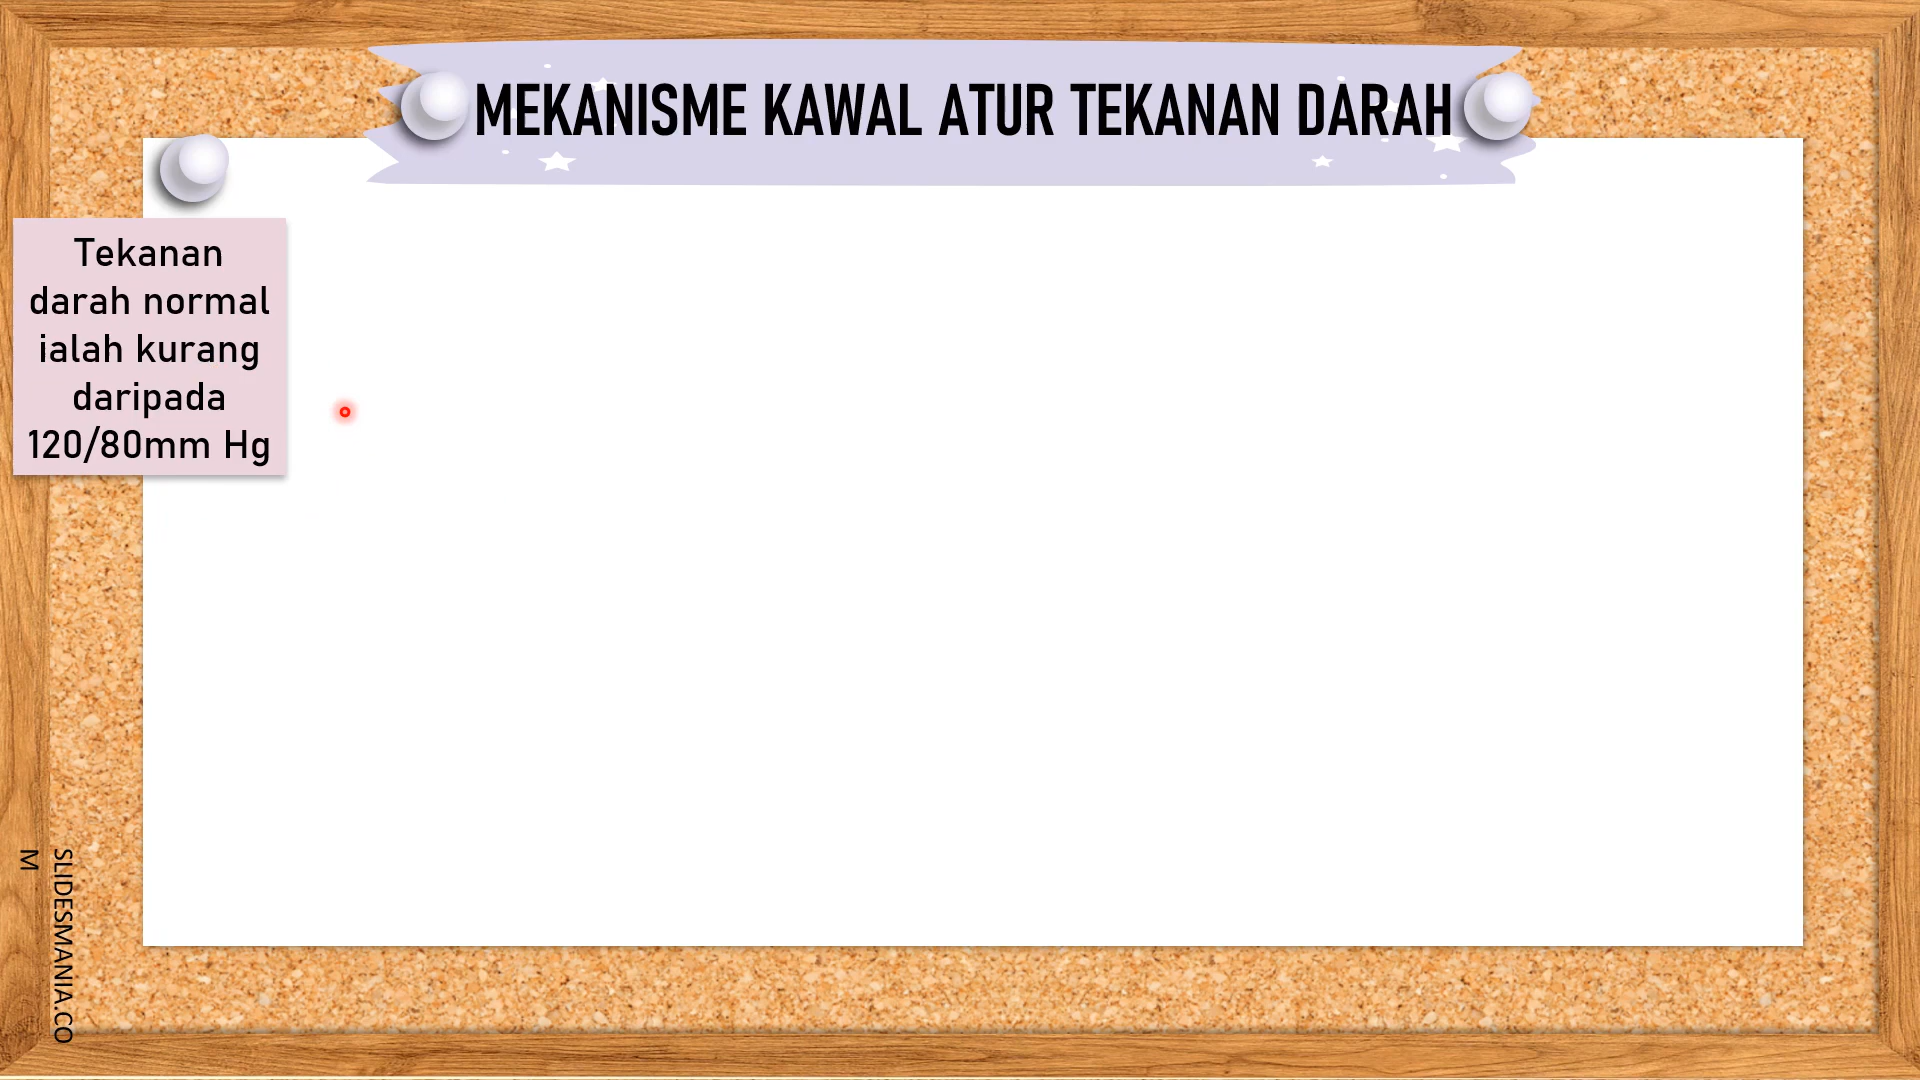 MEKANISME KAWAL ATUR TEKANAN DARAH
Tekanan
darah normal
ialah kurang
daripada
120/80mm Hg
SLIDESMANIA.CO
M